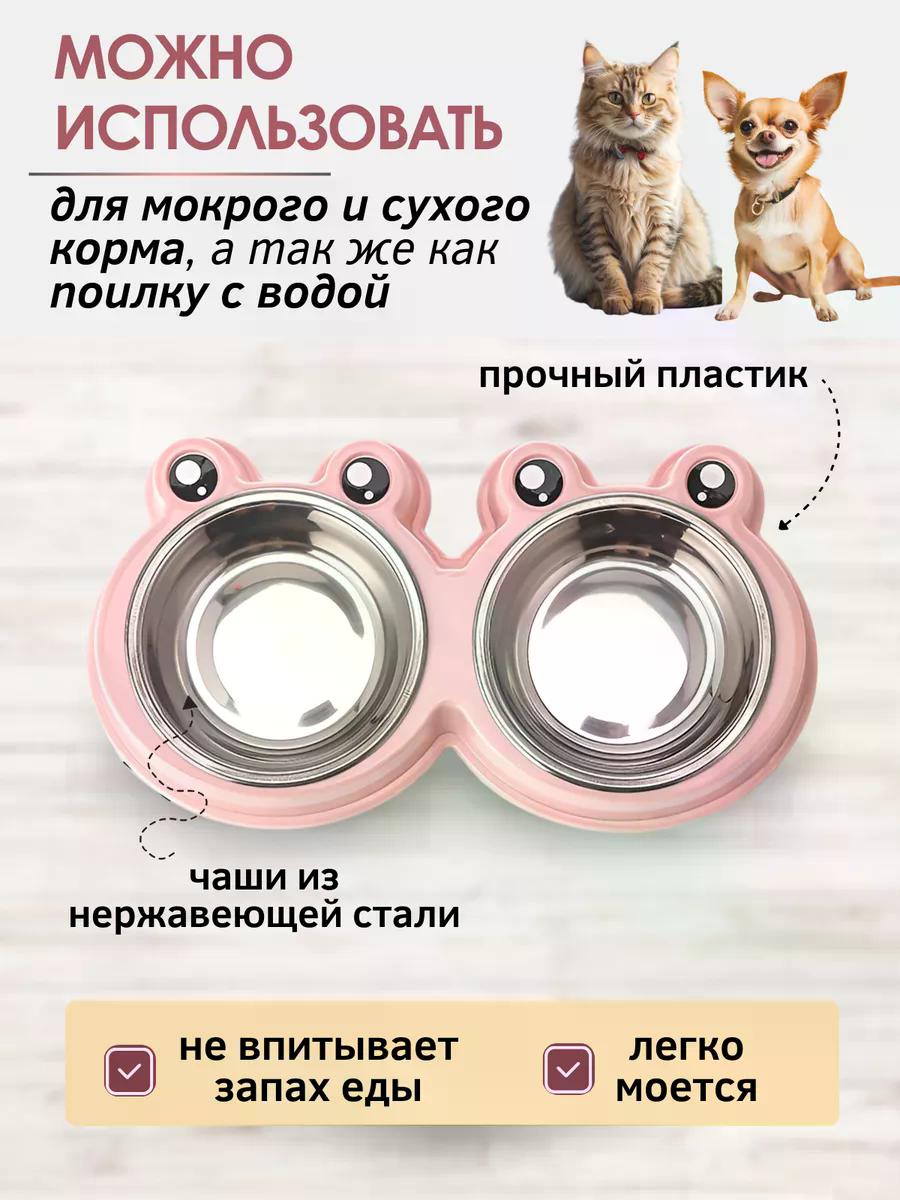 МОЖНО
ИСПОЛЬЗОВАТЬ
для мокрого и сухого
корма, а так же как
поилку с водой
прочный пластик
чаши из
нержавеющей стали
не впитывает
запах еды
легко
моется